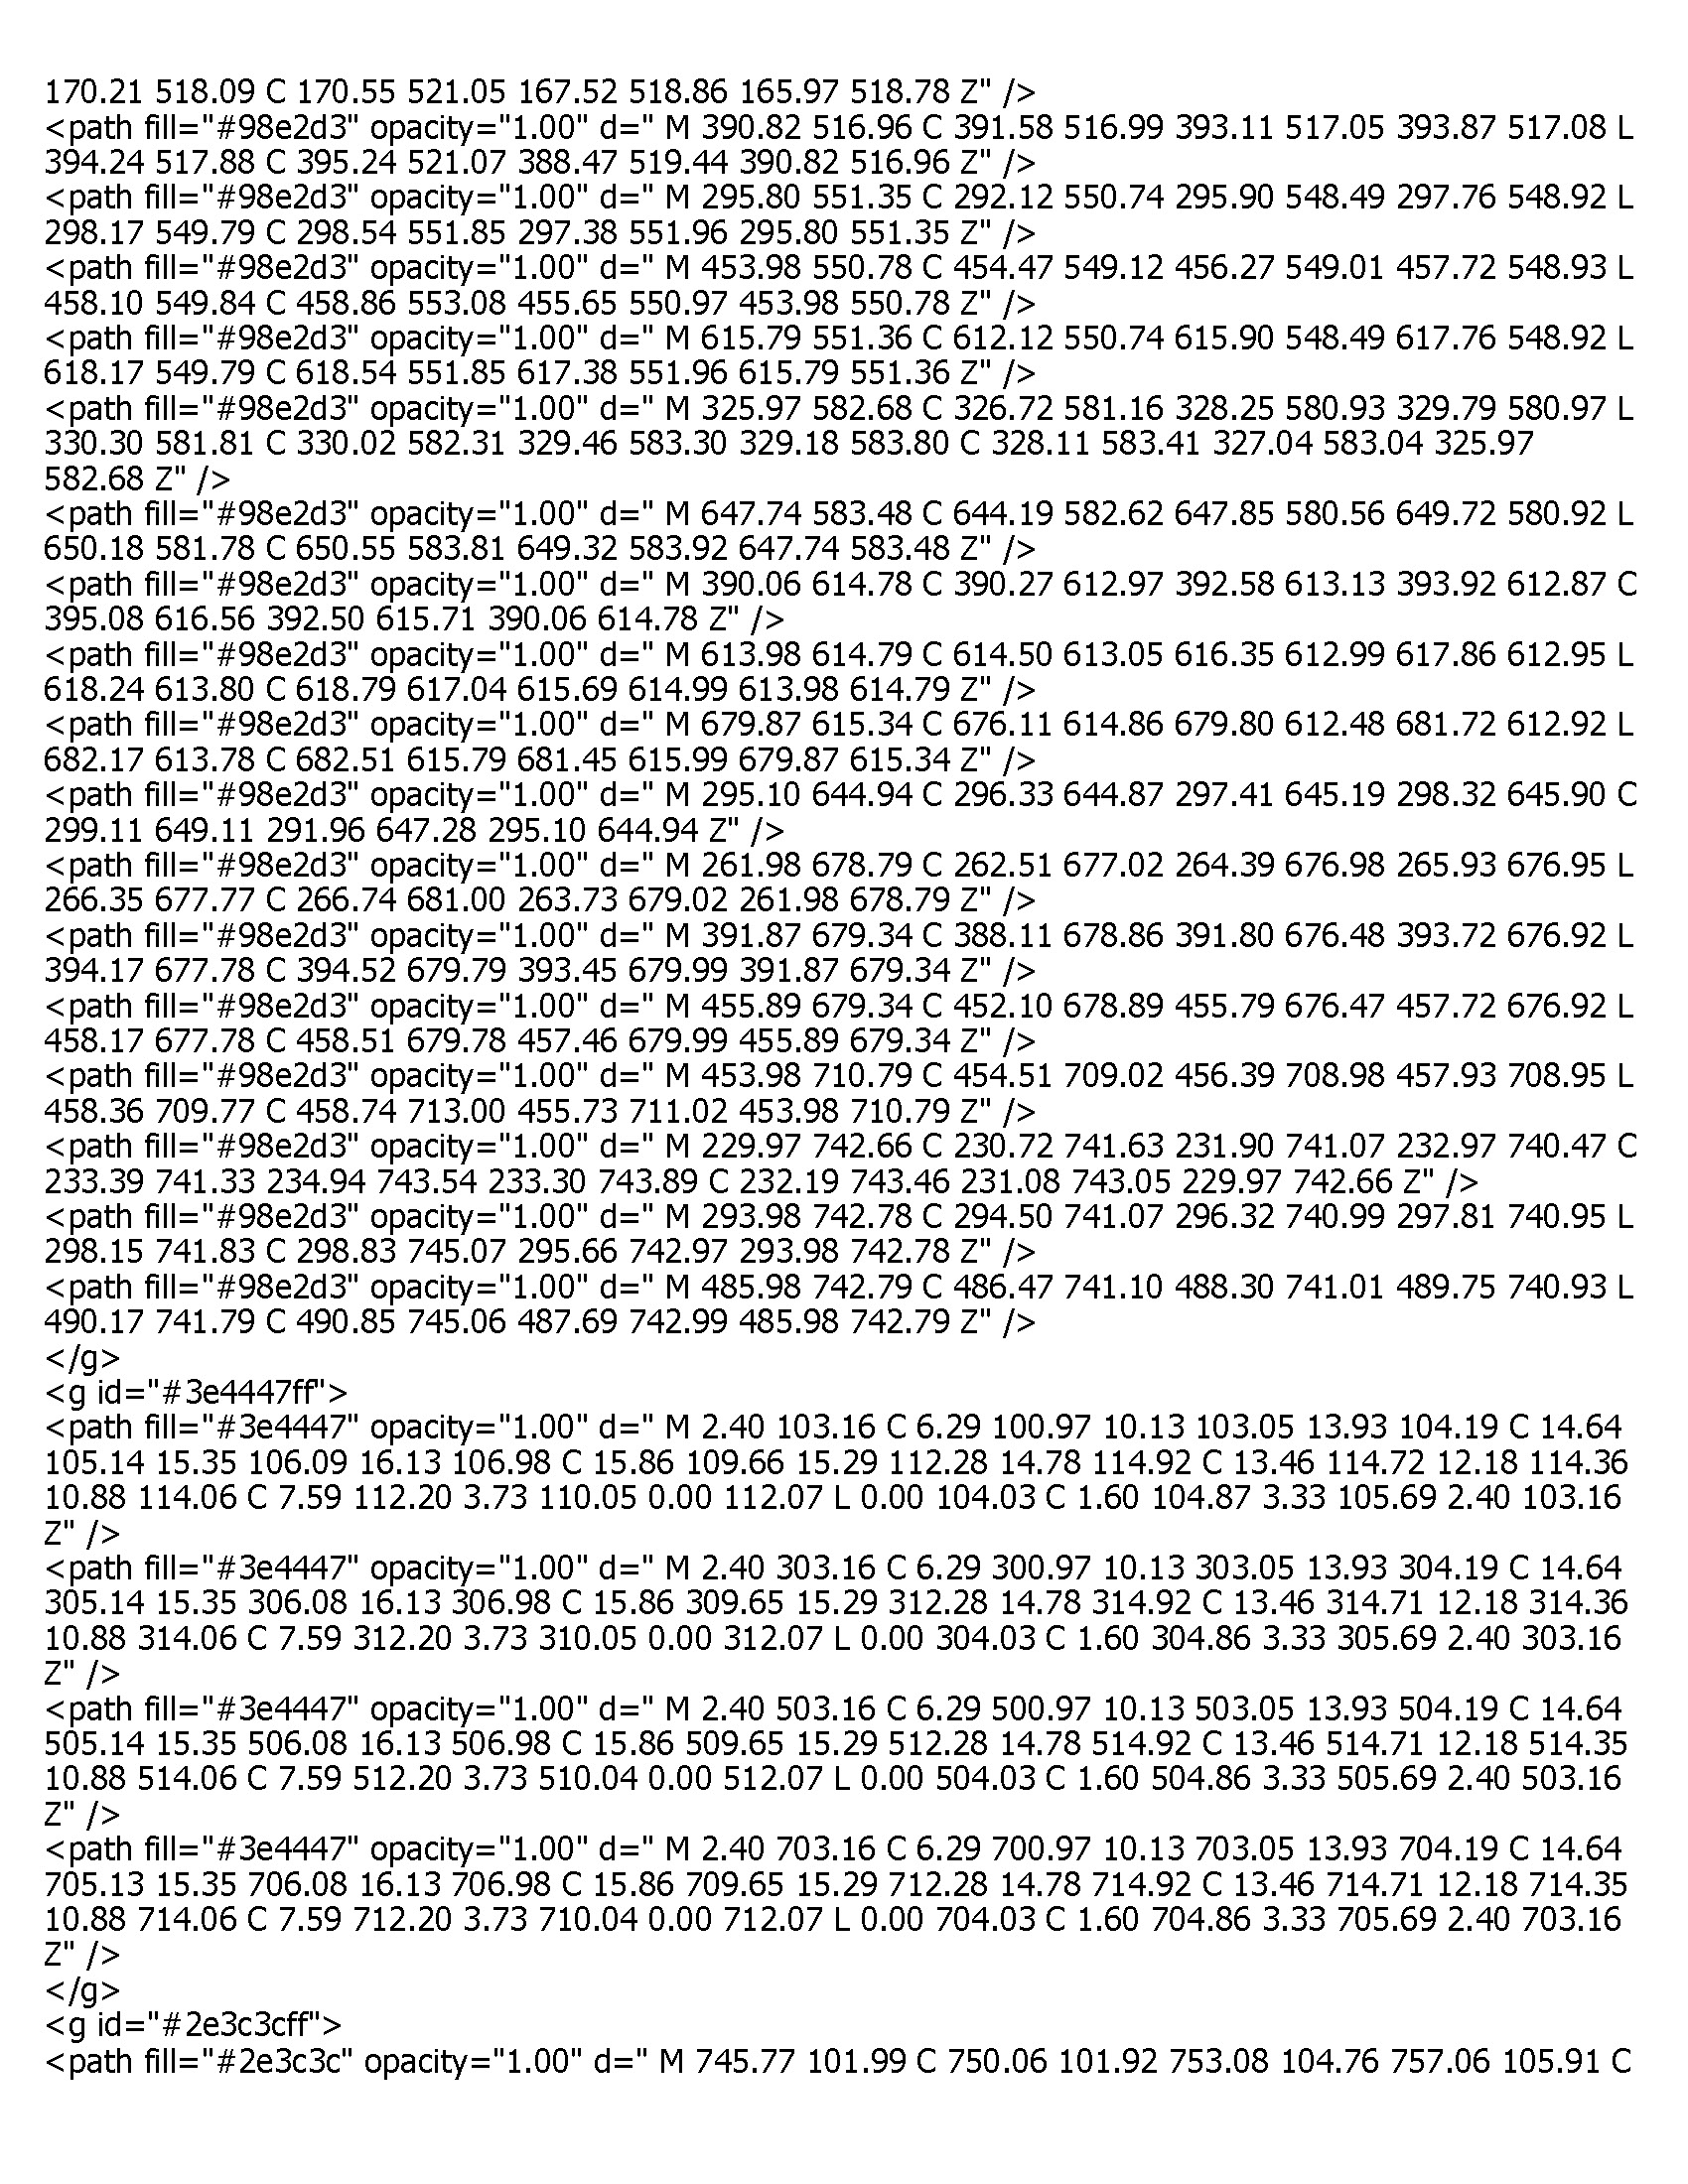 170.21 518.09 C 170.55 521.05 167.52 518.86 165.97 518.78 Z" />
<path fill="#98e2d3" opacity="1.00" d=" M 390.82 516.96 C 391.58 516.99 393.11 517.05 393.87 517.08 L
394.24 517.88 C 395.24 521.07 388.47 519.44 390.82 516.96 Z" />
<path fill="#98e2d3" opacity="1.00" d=" M 295.80 551.35 C 292.12 550.74 295.90 548.49 297.76 548.92 L
298.17 549.79 C 298.54 551.85 297.38 551.96 295.80 551.35 Z" />
<path fill="#98e2d3" opacity="1.00" d=" M 453.98 550.78 C 454.47 549.12 456.27 549.01 457.72 548.93 L
458.10 549.84 C 458.86 553.08 455.65 550.97 453.98 550.78 Z" />
<path fill="#98e2d3" opacity="1.00" d=" M 615.79 551.36 C 612.12 550.74 615.90 548.49 617.76 548.92 L
618.17 549.79 C 618.54 551.85 617.38 551.96 615.79 551.36 Z" />
<path fill="#98e2d3" opacity="1.00" d=" M 325.97 582.68 C 326.72 581.16 328.25 580.93 329.79 580.97 L
330.30 581.81 C 330.02 582.31 329.46 583.30 329.18 583.80 C 328.11 583.41 327.04 583.04 325.97
582.68 Z" />
<path fill="#98e2d3" opacity="1.00" d=" M 647.74 583.48 C 644.19 582.62 647.85 580.56 649.72 580.92 L
650.18 581.78 C 650.55 583.81 649.32 583.92 647.74 583.48 Z" />
<path fill="#98e2d3" opacity="1.00" d=" M 390.06 614.78 C 390.27 612.97 392.58 613.13 393.92 612.87 C
395.08 616.56 392.50 615.71 390.06 614.78 Z" />
<path fill="#98e2d3" opacity="1.00" d=" M 613.98 614.79 C 614.50 613.05 616.35 612.99 617.86 612.95 L
618.24 613.80 C 618.79 617.04 615.69 614.99 613.98 614.79 Z" />
<path fill="#98e2d3" opacity="1.00" d=" M 679.87 615.34 C 676.11 614.86 679.80 612.48 681.72 612.92 L
682.17 613.78 C 682.51 615.79 681.45 615.99 679.87 615.34 Z" />
<path fill="#98e2d3" opacity="1.00" d=" M 295.10 644.94 C 296.33 644.87 297.41 645.19 298.32 645.90 C
299.11 649.11 291.96 647.28 295.10 644.94 Z" />
<path fill="#98e2d3" opacity="1.00" d=" M 261.98 678.79 C 262.51 677.02 264.39 676.98 265.93 676.95 L
266.35 677.77 C 266.74 681.00 263.73 679.02 261.98 678.79 Z" />
<path fill="#98e2d3" opacity="1.00" d=" M 391.87 679.34 C 388.11 678.86 391.80 676.48 393.72 676.92 L
394.17 677.78 C 394.52 679.79 393.45 679.99 391.87 679.34 Z" />
<path fill="#98e2d3" opacity="1.00" d=" M 455.89 679.34 C 452.10 678.89 455.79 676.47 457.72 676.92 L
458.17 677.78 C 458.51 679.78 457.46 679.99 455.89 679.34 Z" />
<path fill="#98e2d3" opacity="1.00" d=" M 453.98 710.79 C 454.51 709.02 456.39 708.98 457.93 708.95 L
458.36 709.77 C 458.74 713.00 455.73 711.02 453.98 710.79 Z" />
<path fill="#98e2d3" opacity="1.00" d=" M 229.97 742.66 C 230.72 741.63 231.90 741.07 232.97 740.47 C
233.39 741.33 234.94 743.54 233.30 743.89 C 232.19 743.46 231.08 743.05 229.97 742.66 Z" />
<path fill="#98e2d3" opacity="1.00" d=" M 293.98 742.78 C 294.50 741.07 296.32 740.99 297.81 740.95 L
298.15 741.83 C 298.83 745.07 295.66 742.97 293.98 742.78 Z" />
<path fill="#98e2d3" opacity="1.00" d=" M 485.98 742.79 C 486.47 741.10 488.30 741.01 489.75 740.93 L
490.17 741.79 C 490.85 745.06 487.69 742.99 485.98 742.79 Z" />
</g>
<g id="#3e4447ff">
<path fill="#3e4447" opacity="1.00" d=" M 2.40 103.16 C 6.29 100.97 10.13 103.05 13.93 104.19 C 14.64
105.14 15.35 106.09 16.13 106.98 C 15.86 109.66 15.29 112.28 14.78 114.92 C 13.46 114.72 12.18 114.36
10.88 114.06 C 7.59 112.20 3.73 110.05 0.00 112.07 L 0.00 104.03 C 1.60 104.87 3.33 105.69 2.40 103.16
Z" />
<path fill="#3e4447" opacity="1.00" d=" M 2.40 303.16 C 6.29 300.97 10.13 303.05 13.93 304.19 C 14.64
305.14 15.35 306.08 16.13 306.98 C 15.86 309.65 15.29 312.28 14.78 314.92 C 13.46 314.71 12.18 314.36
10.88 314.06 C 7.59 312.20 3.73 310.05 0.00 312.07 L 0.00 304.03 C 1.60 304.86 3.33 305.69 2.40 303.16
Z" />
<path fill="#3e4447" opacity="1.00" d=" M 2.40 503.16 C 6.29 500.97 10.13 503.05 13.93 504.19 C 14.64
505.14 15.35 506.08 16.13 506.98 C 15.86 509.65 15.29 512.28 14.78 514.92 C 13.46 514.71 12.18 514.35
10.88 514.06 C 7.59 512.20 3.73 510.04 0.00 512.07 L 0.00 504.03 C 1.60 504.86 3.33 505.69 2.40 503.16
Z" />
<path fill="#3e4447" opacity="1.00" d=" M 2.40 703.16 C 6.29 700.97 10.13 703.05 13.93 704.19 C 14.64
705.13 15.35 706.08 16.13 706.98 C 15.86 709.65 15.29 712.28 14.78 714.92 C 13.46 714.71 12.18 714.35
10.88 714.06 C 7.59 712.20 3.73 710.04 0.00 712.07 L 0.00 704.03 C 1.60 704.86 3.33 705.69 2.40 703.16
Z" />
</g>
<g id="#2e3c3cff">
<path fill="#2e3c3c" opacity="1.00" d=" M 745.77 101.99 C 750.06 101.92 753.08 104.76 757.06 105.91 C